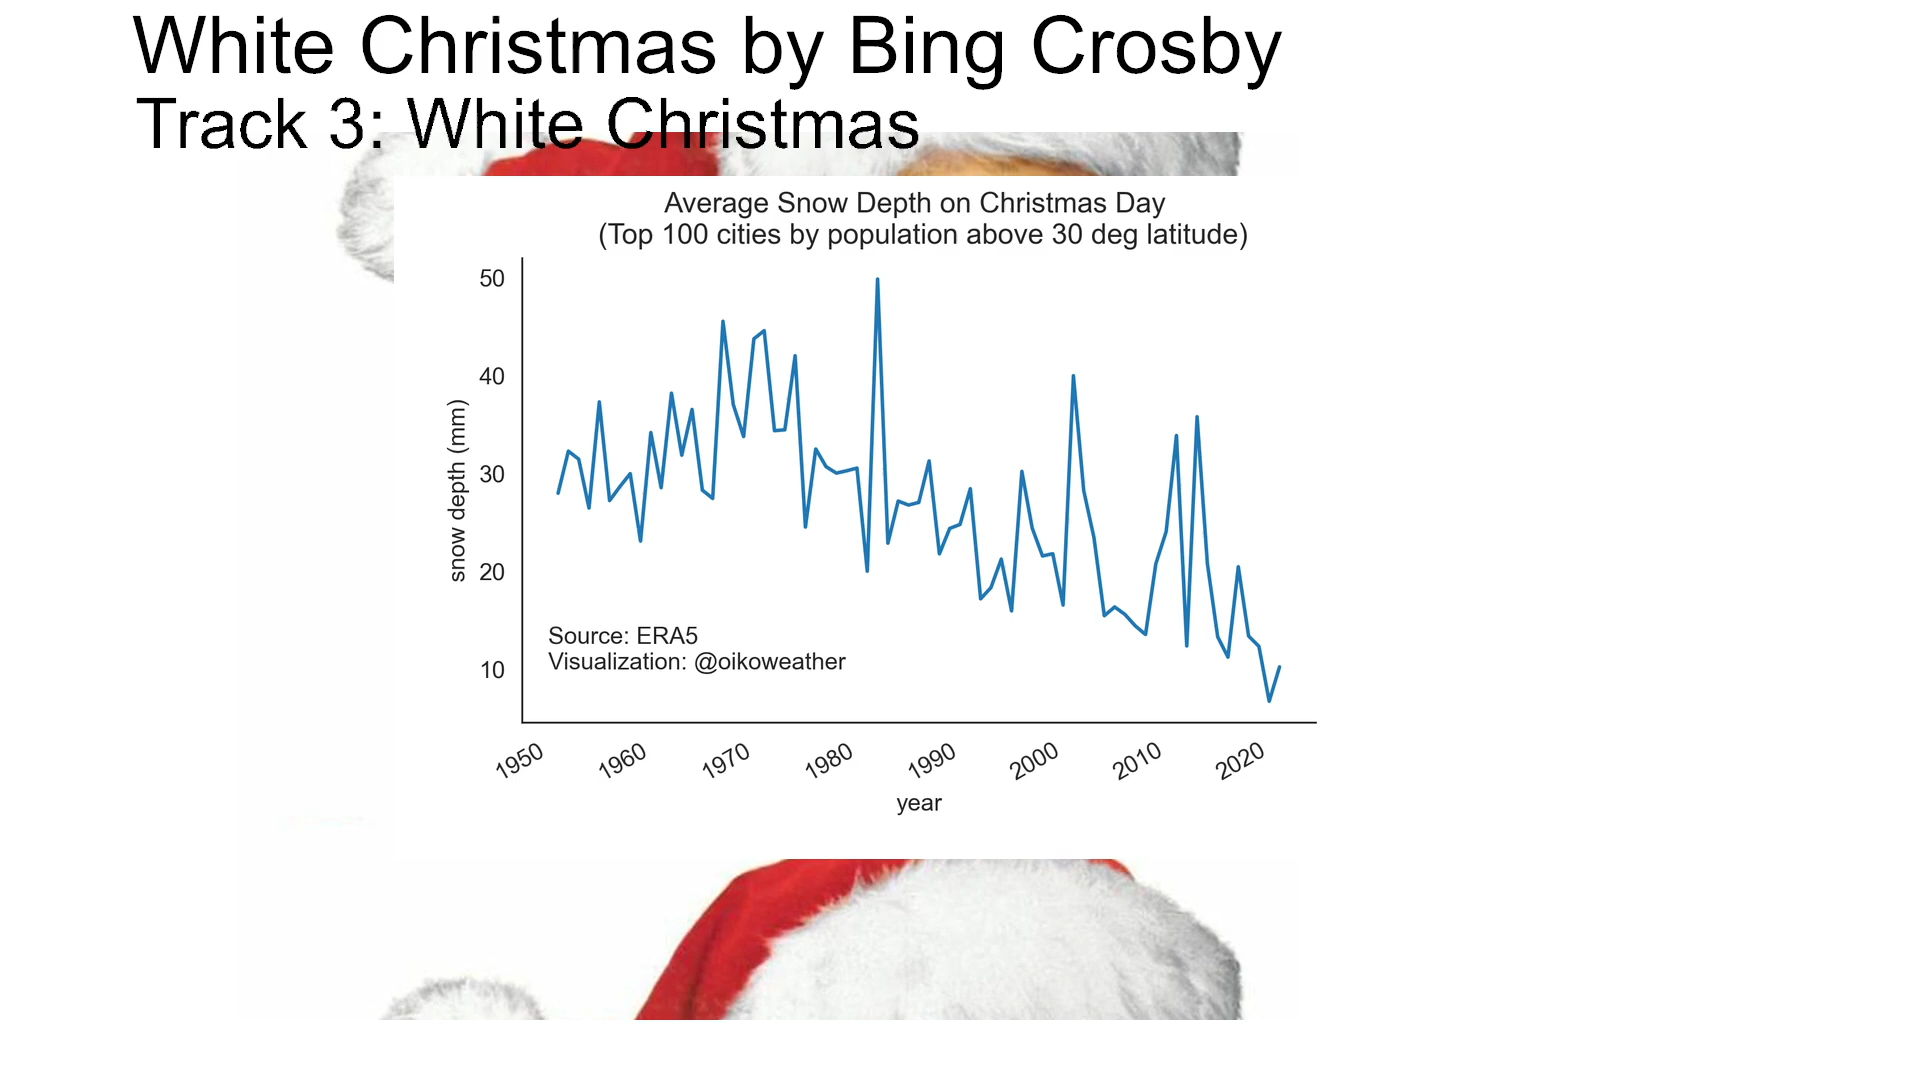 White Christmas by Bing Crosby
Track 3: White Christmas
Average Snow Depth on Christmas Day
(Top 100 cities by population above 30 deg latitude)
50
40
30
20
10
snow depth (mm)
Source: ERA5
Visualization: @oikoweather
1950 1960 1970 1980 1990 2000 2010 2020
year